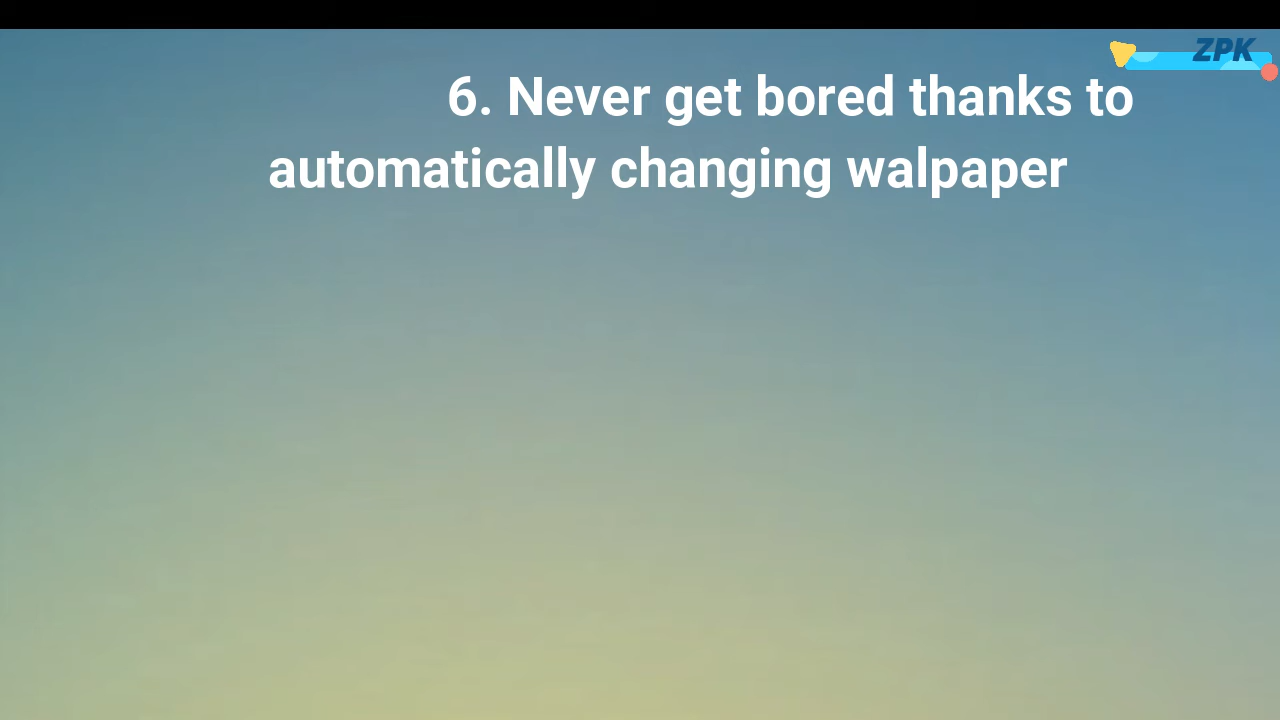 ZPK
6. Never get bored thanks to
automatically changing walpaper